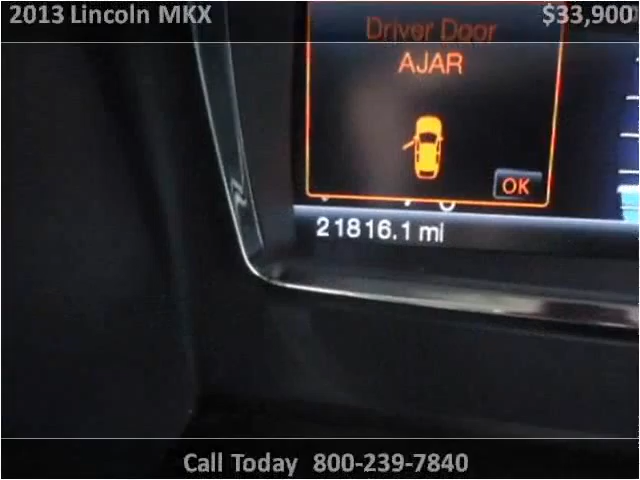 2013 Lincoln MKX $33,900
Driver Door
AJAR
OK
21816.1 mi
Call Today 800-239-7840